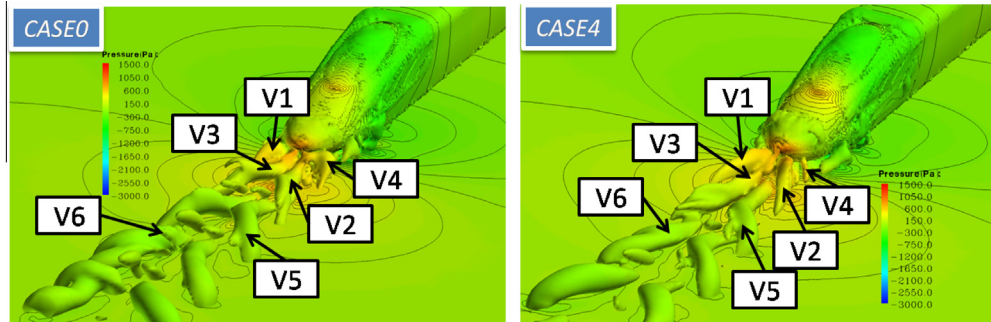 CASE0
Pressure(Pa:
1500.0
1050.0
600.0
150.0
-300.0
-750.0
-1200.0
-1650.0
-2100.0
-2550.0
-3000.0
V1
V3
V4
V2
V6
V5
CASE4
V1
V3
V6
V4
V2
V5
Pressure(Pa:
1500.0
1050.0
600.0
150.0
-300.0
-750.0
-1200.0
-1650.0
-2100.0
-2550.0
-3000.0